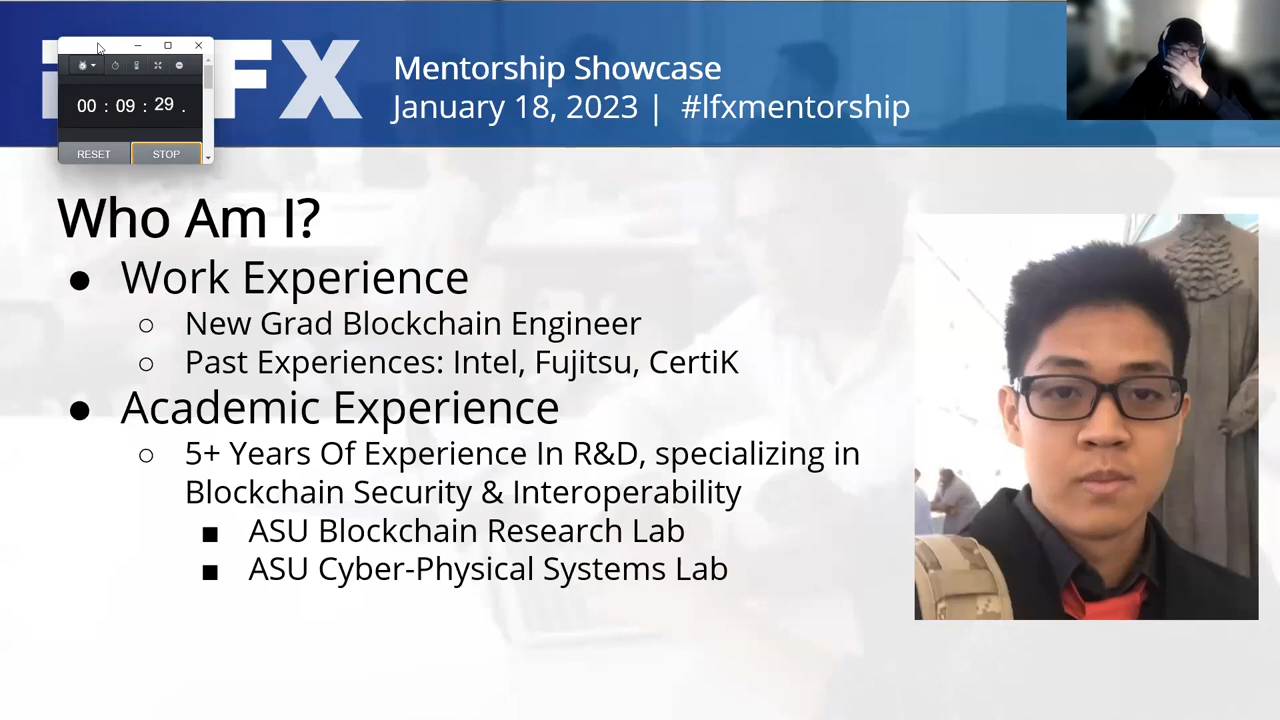 FX
Mentorship Showcase
January 18, 2023 | #lfxmentorship
00 : 09 : 29 .
RESET STOP
Who Am I?
● Work Experience
○ New Grad Blockchain Engineer
○ Past Experiences: Intel, Fujitsu, CertiK
● Academic Experience
○ 5+ Years Of Experience In R&D, specializing in
Blockchain Security & Interoperability
■ ASU Blockchain Research Lab
■ ASU Cyber-Physical Systems Lab